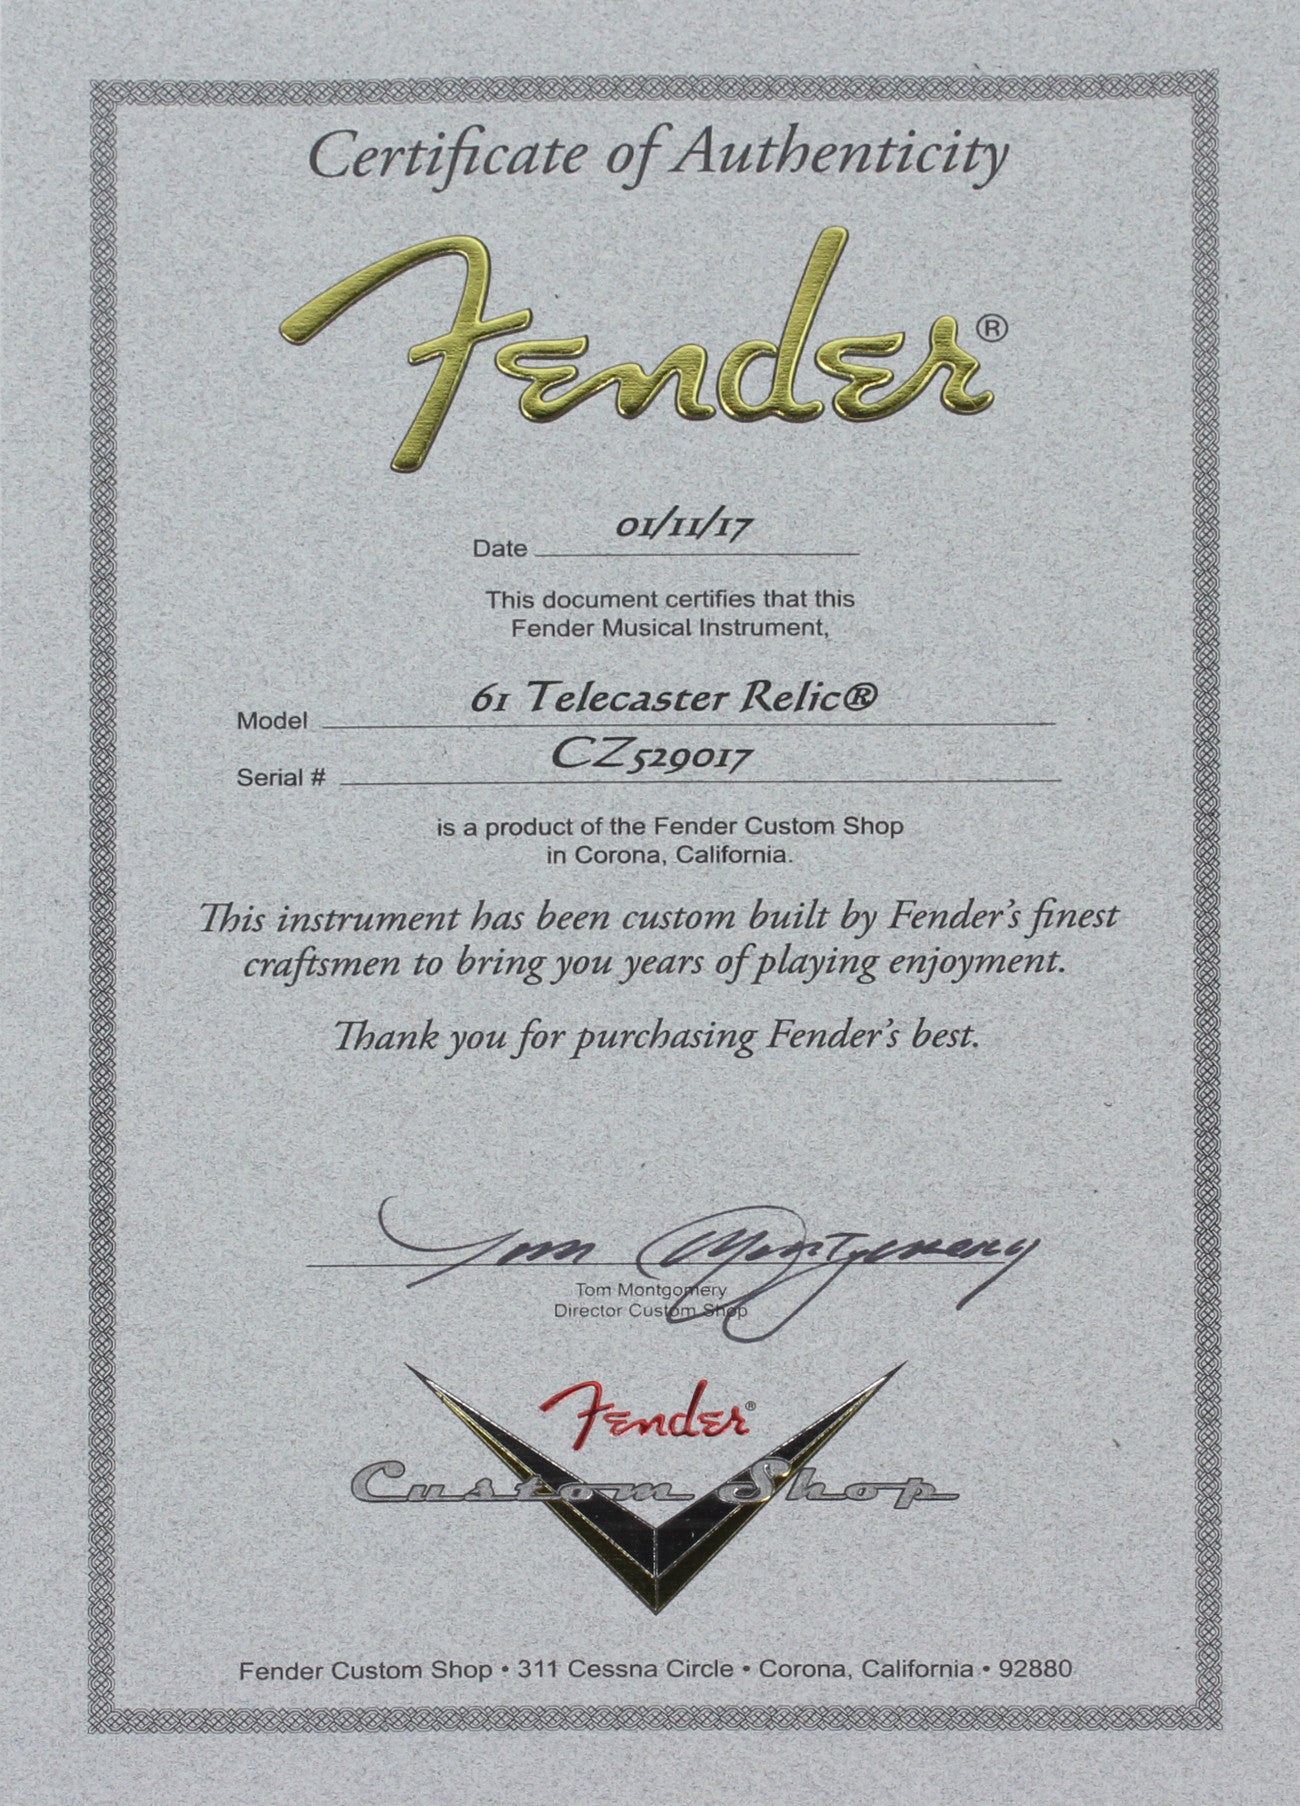 Certificate of Authenticity
Fender®
Date 01/11/17
This document certifies that this
Fender Musical Instrument,
Model 61 Telecaster Relic®
Serial # CZ529017
is a product of the Fender Custom Shop
in Corona, California.
This instrument has been custom built by Fender's finest
craftsmen to bring you years of playing enjoyment.
Thank you for purchasing Fender's best.
Tom Montgomery
Tom Montgomery
Director Custom Shop
Fender®
Custom Shop
Fender Custom Shop • 311 Cessna Circle • Corona, California • 92880